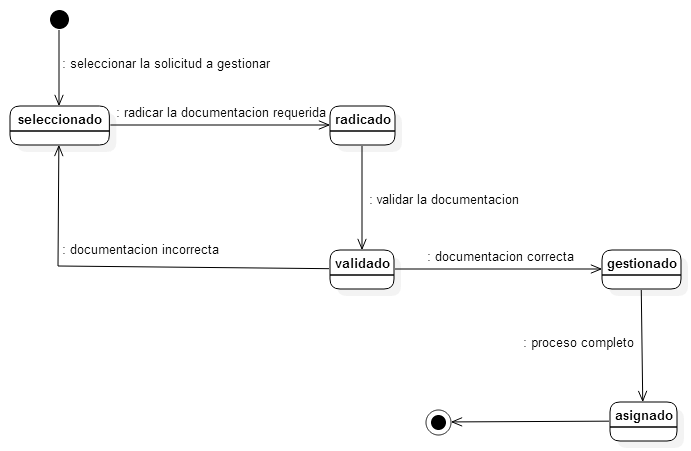 : seleccionar la solicitud a gestionar
seleccionado
: radicar la documentacion requerida
radicado
: validar la documentacion
: documentacion incorrecta
validado
: documentacion correcta
gestionado
: proceso completo
asignado